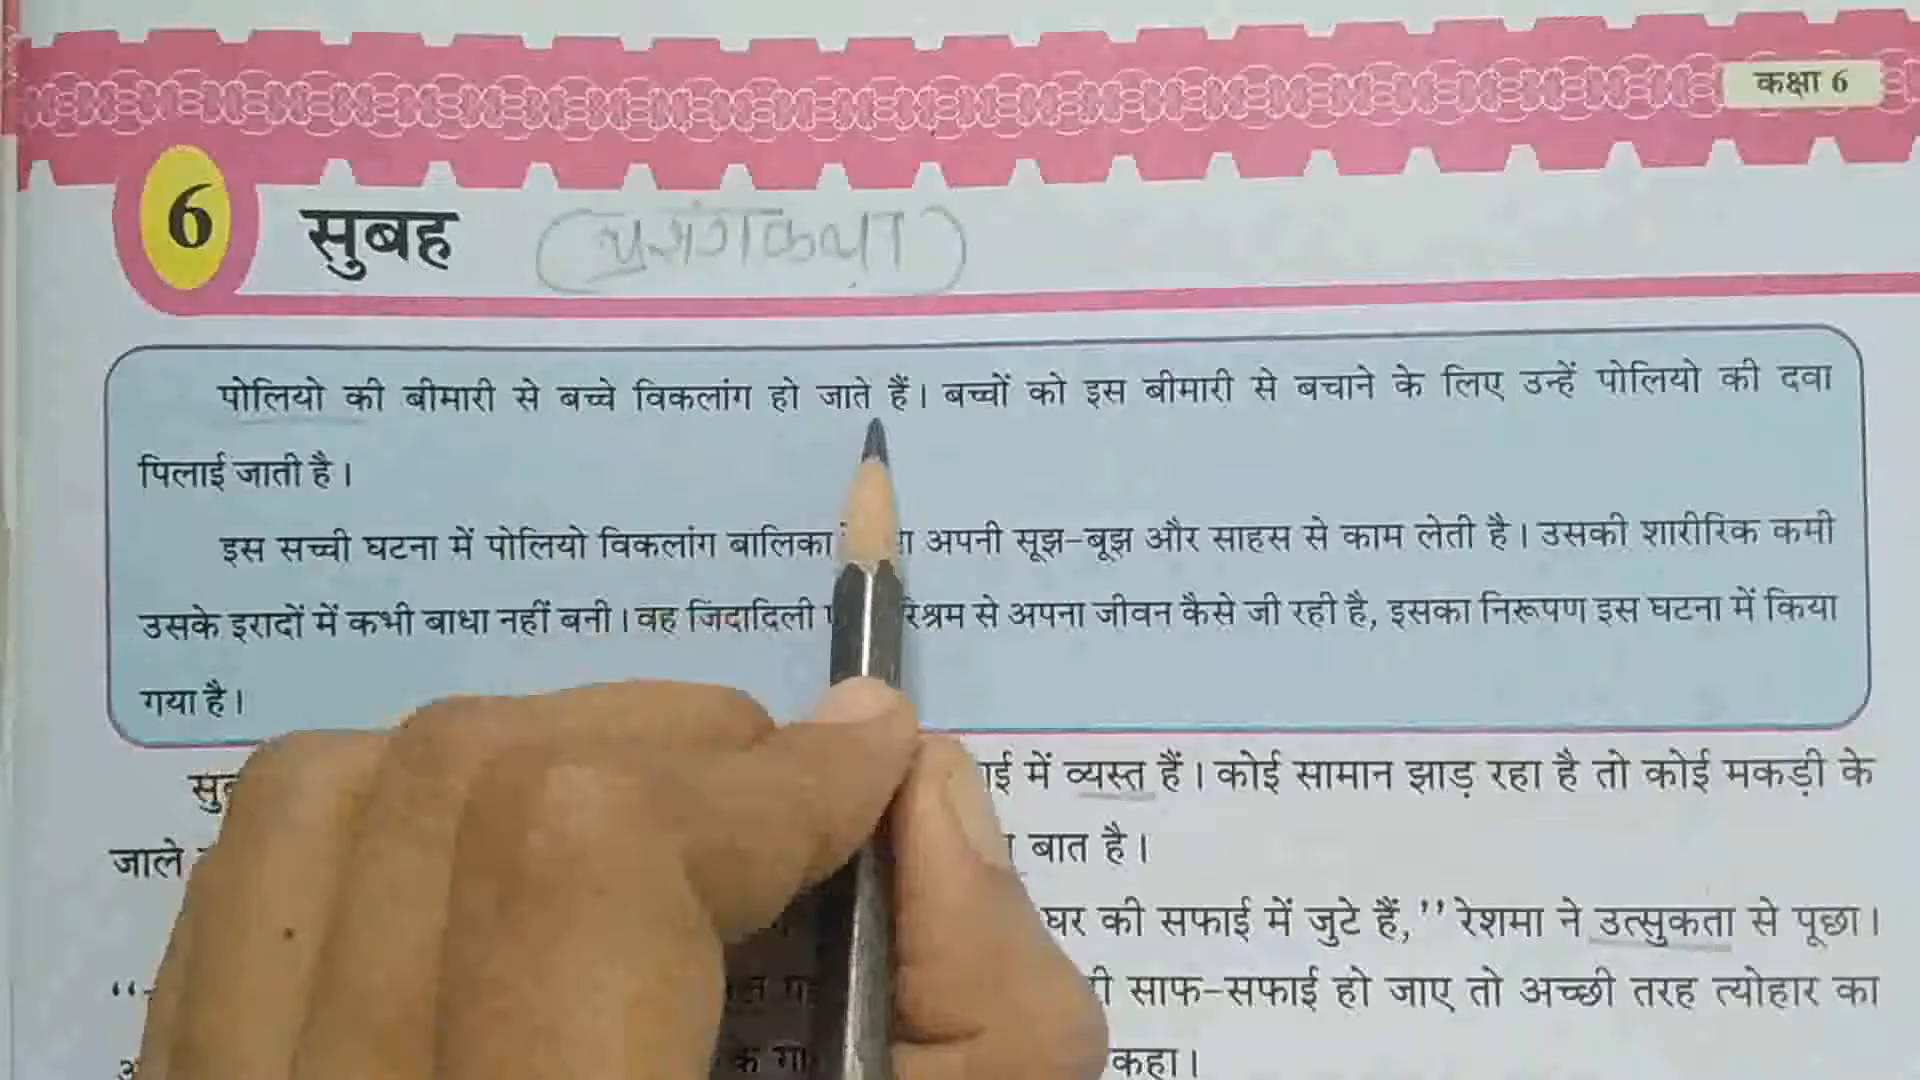 कक्षा 6
6 सुबह (प्रसंगकथा)
पोलियो की बीमारी से बच्चे विकलांग हो जाते हैं। बच्चों को इस बीमारी से बचाने के लिए उन्हें पोलियो की दवा
पिलाई जाती है।
इस सच्ची घटना में पोलियो विकलांग बालिका अपनी सूझ-बूझ और साहस से काम लेती है। उसकी शारीरिक कमी
उसके इरादों में कभी बाधा नहीं बनी। वह जिंदादिली से अपना जीवन कैसे जी रही है, इसका निरूपण इस घटना में किया
गया है।
में व्यस्त हैं। कोई सामान झाड़ रहा है तो कोई मकड़ी के
जाले बात है।
घर की सफाई में जुटे हैं,’’ रेशमा ने उत्सुकता से पूछा।
‘‘ साफ-सफाई हो जाए तो अच्छी तरह त्योहार का
कहा।